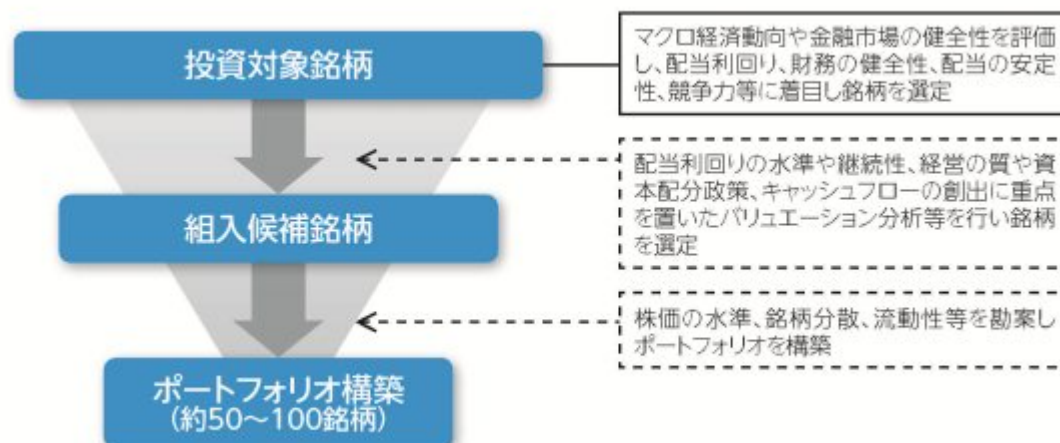 投資対象銘柄
マクロ経済動向や金融市場の健全性を評価
し、配当利回り、財務の健全性、配当の安定
性、競争力等に着目し銘柄を選定
配当利回りの水準や継続性、経営の質や資
本配分政策、キャッシュフローの創出に重点
を置いたバリュエーション分析等を行い銘柄
を選定
組入候補銘柄
株価の水準、銘柄分散、流動性等を勘案し
ポートフォリオを構築
ポートフォリオ構築
(約50～100銘柄)